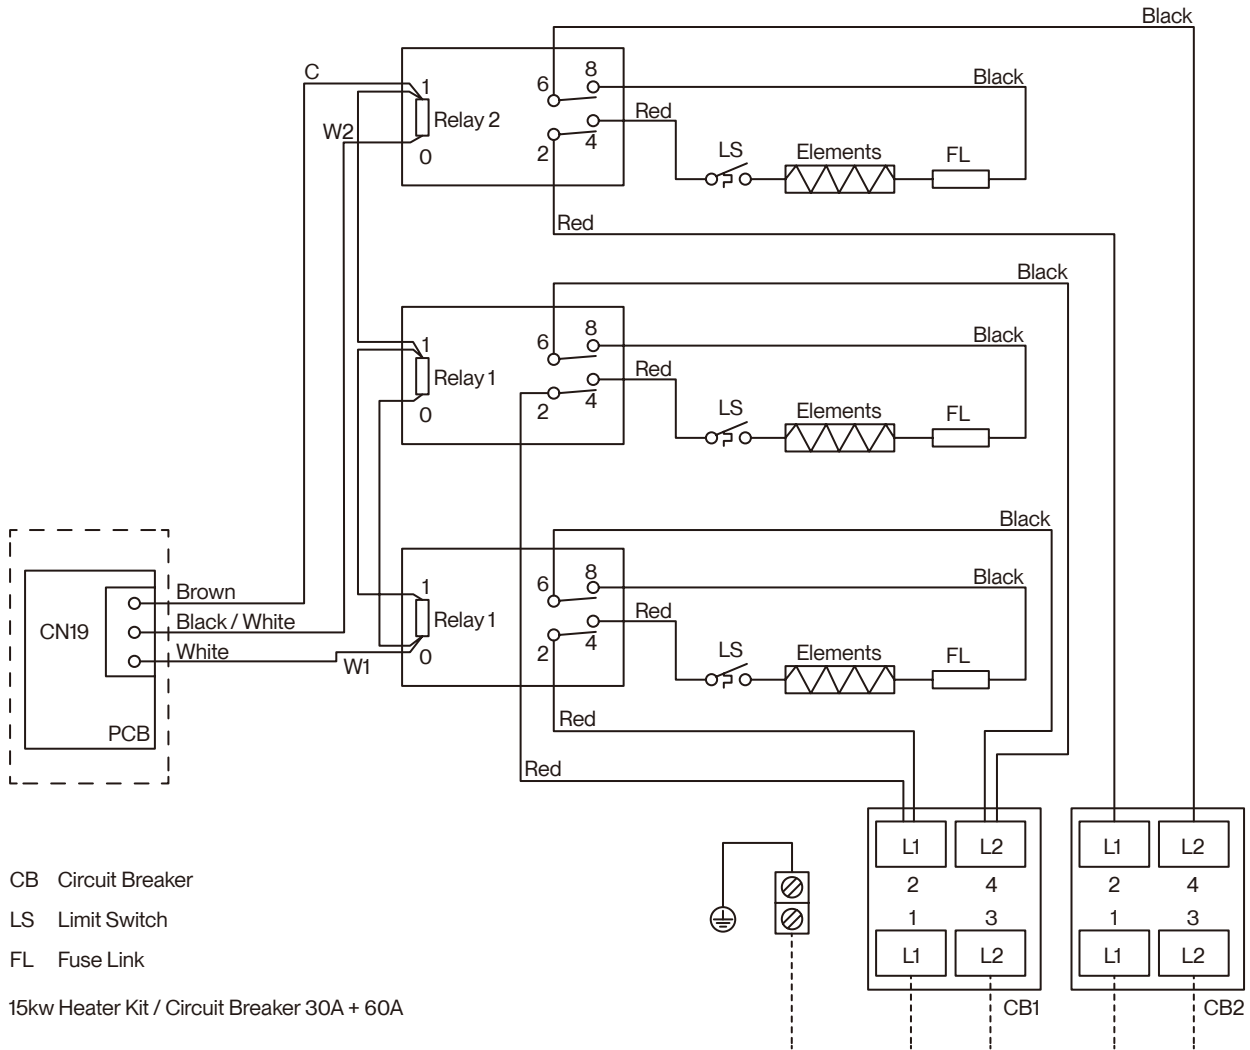 Black
C
8
6
Black
1
Red
Relay 2
W2
LS
Elements
FL
4
2
0
Red
Black
8
6
Black
1
Red
Relay 1
LS
Elements
FL
4
2
0
Black
8
6
Black
1
Brown
Red
CN19
Black / White
Relay 1
4
White
LS
Elements
FL
2
0
W1
Red
PCB
Red
L1
L2
L1
L2
CB Circuit Breaker
2
4
2
4
LS Limit Switch
1
3
1
3
FL Fuse Link
L1
L2
L1
L2
15kw Heater Kit / Circuit Breaker 30A + 60A
CB1
CB2